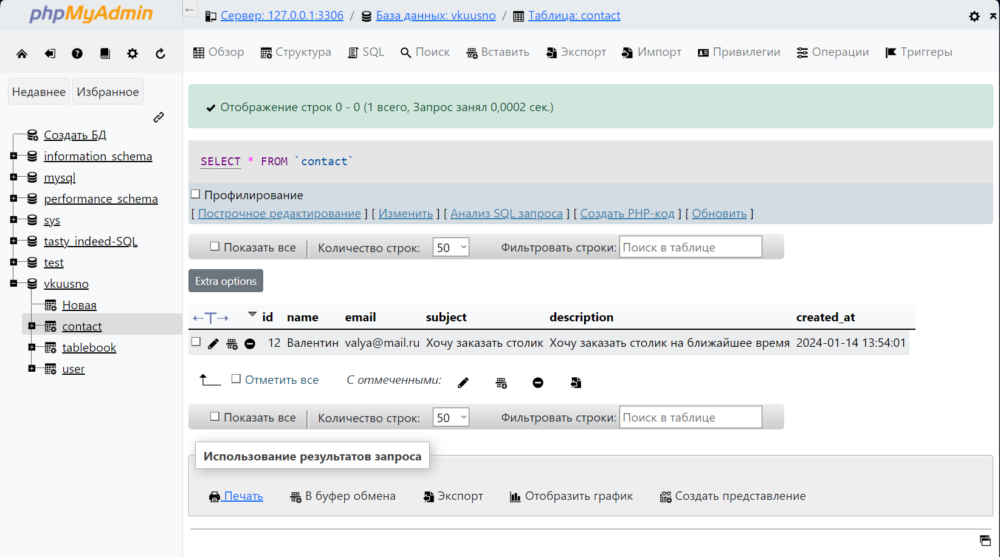 phpMyAdmin
Недавнее Избранное
Создать БД
information_schema
mysql
performance_schema
sys
tasty_indeed-SQL
test
vkuusno
Новая
contact
tablebook
user
← Сервер: 127.0.0.1:3306 / База данных: vkuusno / Таблица: contact
Обзор Структура SQL Поиск Вставить Экспорт Импорт Привилегии Операции Триггеры
Отображение строк 0 - 0 (1 всего, Запрос занял 0,0002 сек.)
SELECT * FROM `contact`
Профилирование
[ Построчное редактирование ] [ Изменить ] [ Анализ SQL запроса ] [ Создать PHP-код ] [ Обновить ]
Показать все | Количество строк: 50 Фильтровать строки: Поиск в таблице
Extra options
←T→ id name email subject description created_at
12 Валентин valya@mail.ru Хочу заказать столик Хочу заказать столик на ближайшее время 2024-01-14 13:54:01
Отметить все С отмеченными:
Показать все | Количество строк: 50 Фильтровать строки: Поиск в таблице
Использование результатов запроса
Печать В буфер обмена Экспорт Отобразить график Создать представление